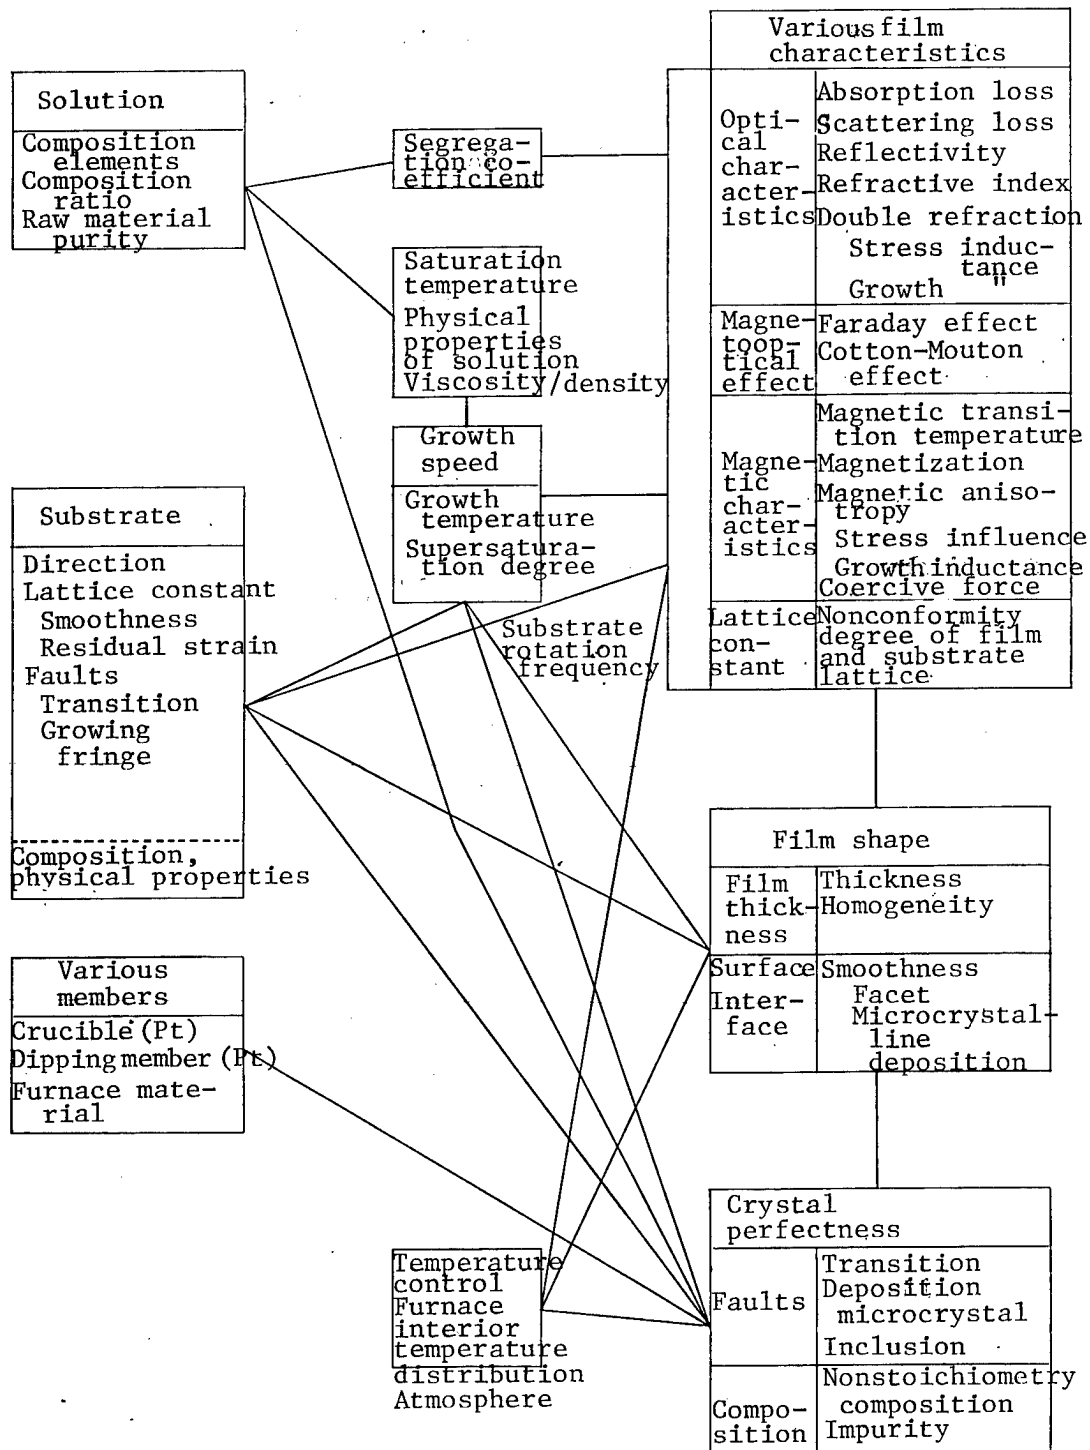 Solution
Composition
elements
Composition
ratio
Raw material
purity
Substrate
Direction
Lattice constant
Smoothness
Residual strain
Faults
Transition
Growing
fringe
Composition,
physical properties
Various
members
Crucible (Pt)
Dipping member (Pt)
Furnace mate-
rial
Segrega-
tion co-
efficient
Saturation
temperature
Physical
properties
of solution
Viscosity/density
Growth
speed
Growth
temperature
Supersatura-
tion degree
Substrate
rotation
frequency
Temperature
control
Furnace
interior
temperature
distribution
Atmosphere
Various film
characteristics
Opti-
cal
char-
acter-
istics
Absorption loss
Scattering loss
Reflectivity
Refractive index
Double refraction
Stress induc-
tance
Growth "
Magne-
toop-
tical
effect
Faraday effect
Cotton-Mouton
effect
Magne-
tic
char-
acter-
istics
Magnetic transi-
tion temperature
Magnetization
Magnetic aniso-
tropy
Stress influence
Growth inductance
Coercive force
Lattice
con-
stant
Nonconformity
degree of film
and substrate
lattice
Film shape
Film
thick-
ness
Thickness
Homogeneity
Surface
Inter-
face
Smoothness
Facet
Microcrystal-
line
deposition
Crystal
perfectness
Faults
Transition
Deposition
microcrystal
Inclusion
Compo-
sition
Nonstoichiometry
composition
Impurity